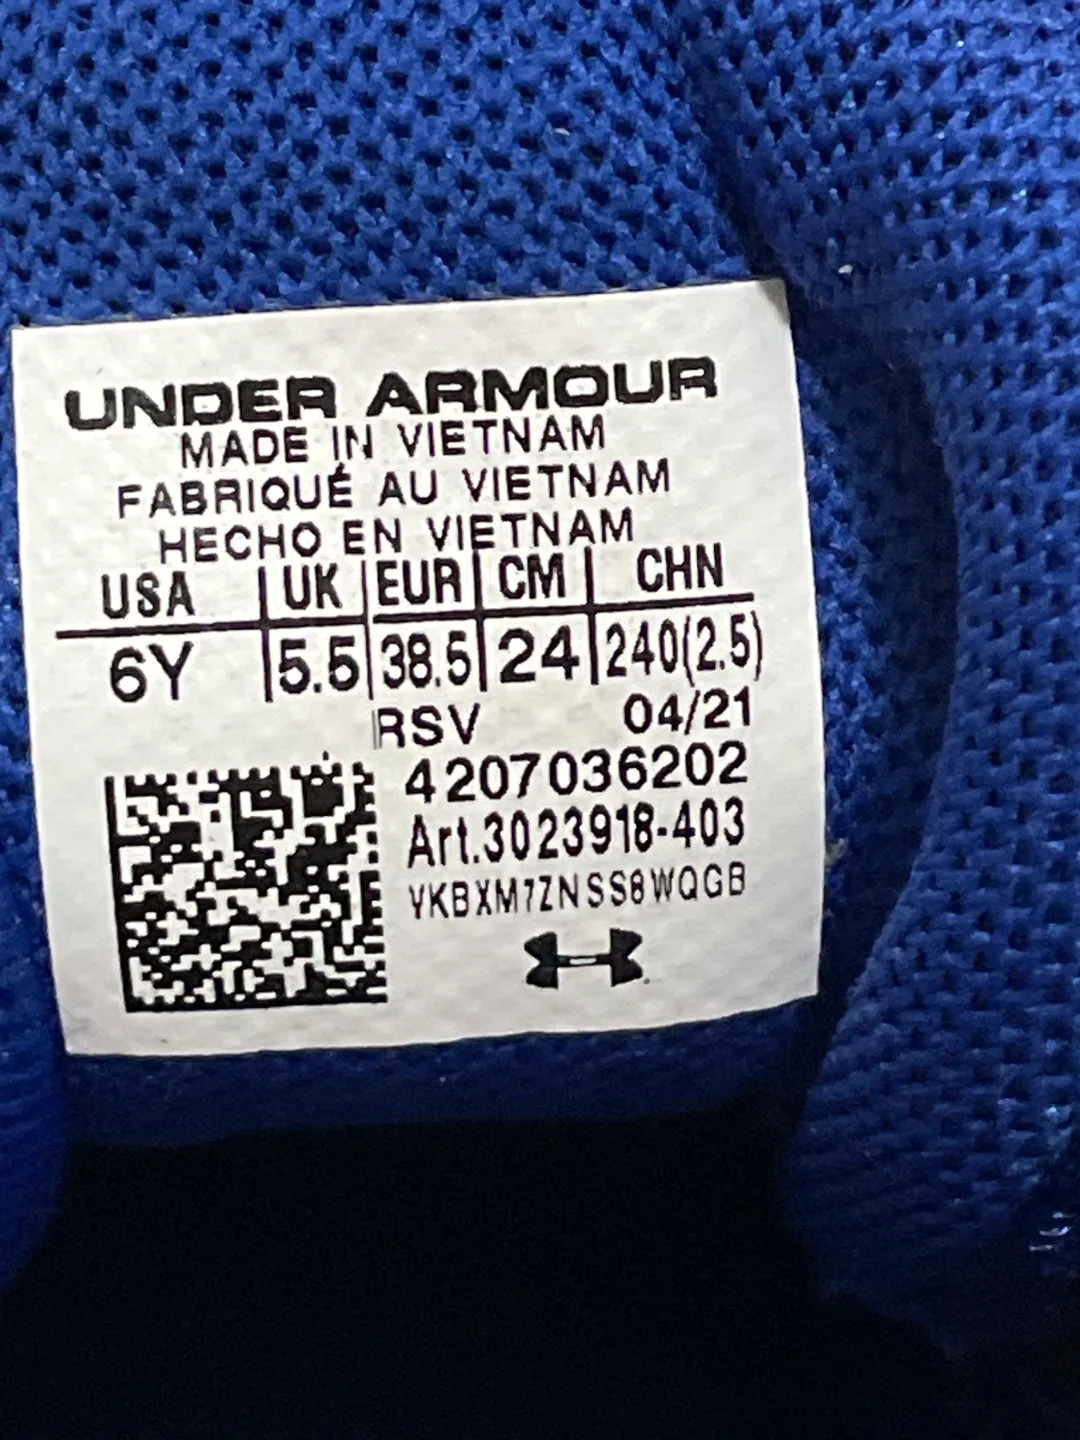 UNDER ARMOUR
MADE IN VIETNAM
FABRIQUÉ AU VIETNAM
HECHO EN VIETNAM
USA UK EUR CM CHN
6Y 5.5 38.5 24 240(2.5)
RSV 04/21
4207036202
Art.3023918-403
VKBXM7ZNSS8WQGB